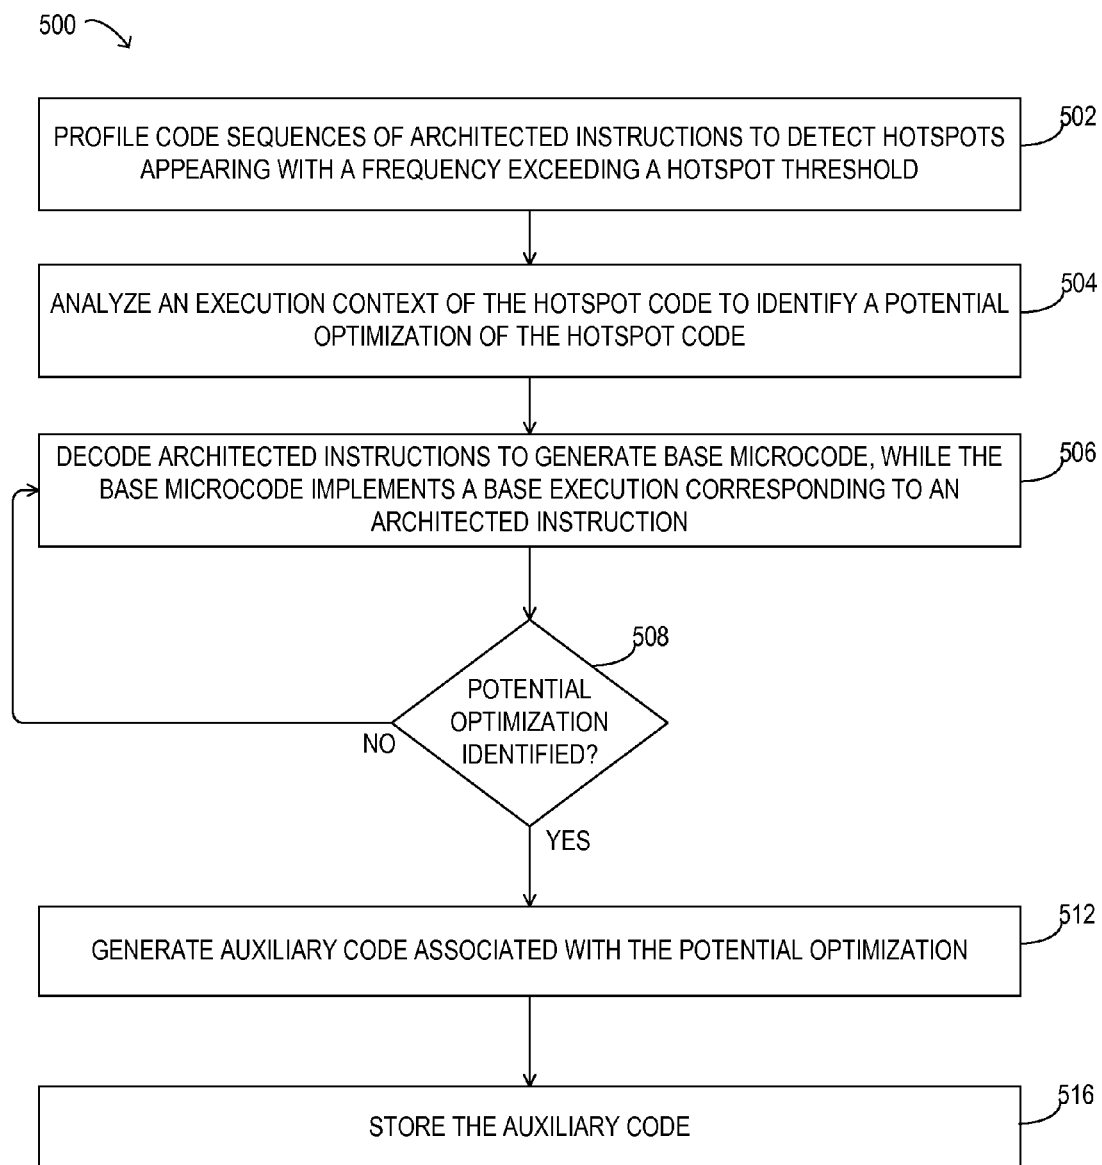 500
PROFILE CODE SEQUENCES OF ARCHITECTED INSTRUCTIONS TO DETECT HOTSPOTS
APPEARING WITH A FREQUENCY EXCEEDING A HOTSPOT THRESHOLD
502
ANALYZE AN EXECUTION CONTEXT OF THE HOTSPOT CODE TO IDENTIFY A POTENTIAL
OPTIMIZATION OF THE HOTSPOT CODE
504
DECODE ARCHITECTED INSTRUCTIONS TO GENERATE BASE MICROCODE, WHILE THE
BASE MICROCODE IMPLEMENTS A BASE EXECUTION CORRESPONDING TO AN
ARCHITECTED INSTRUCTION
506
508
POTENTIAL
OPTIMIZATION
IDENTIFIED?
NO
YES
GENERATE AUXILIARY CODE ASSOCIATED WITH THE POTENTIAL OPTIMIZATION
512
STORE THE AUXILIARY CODE
516